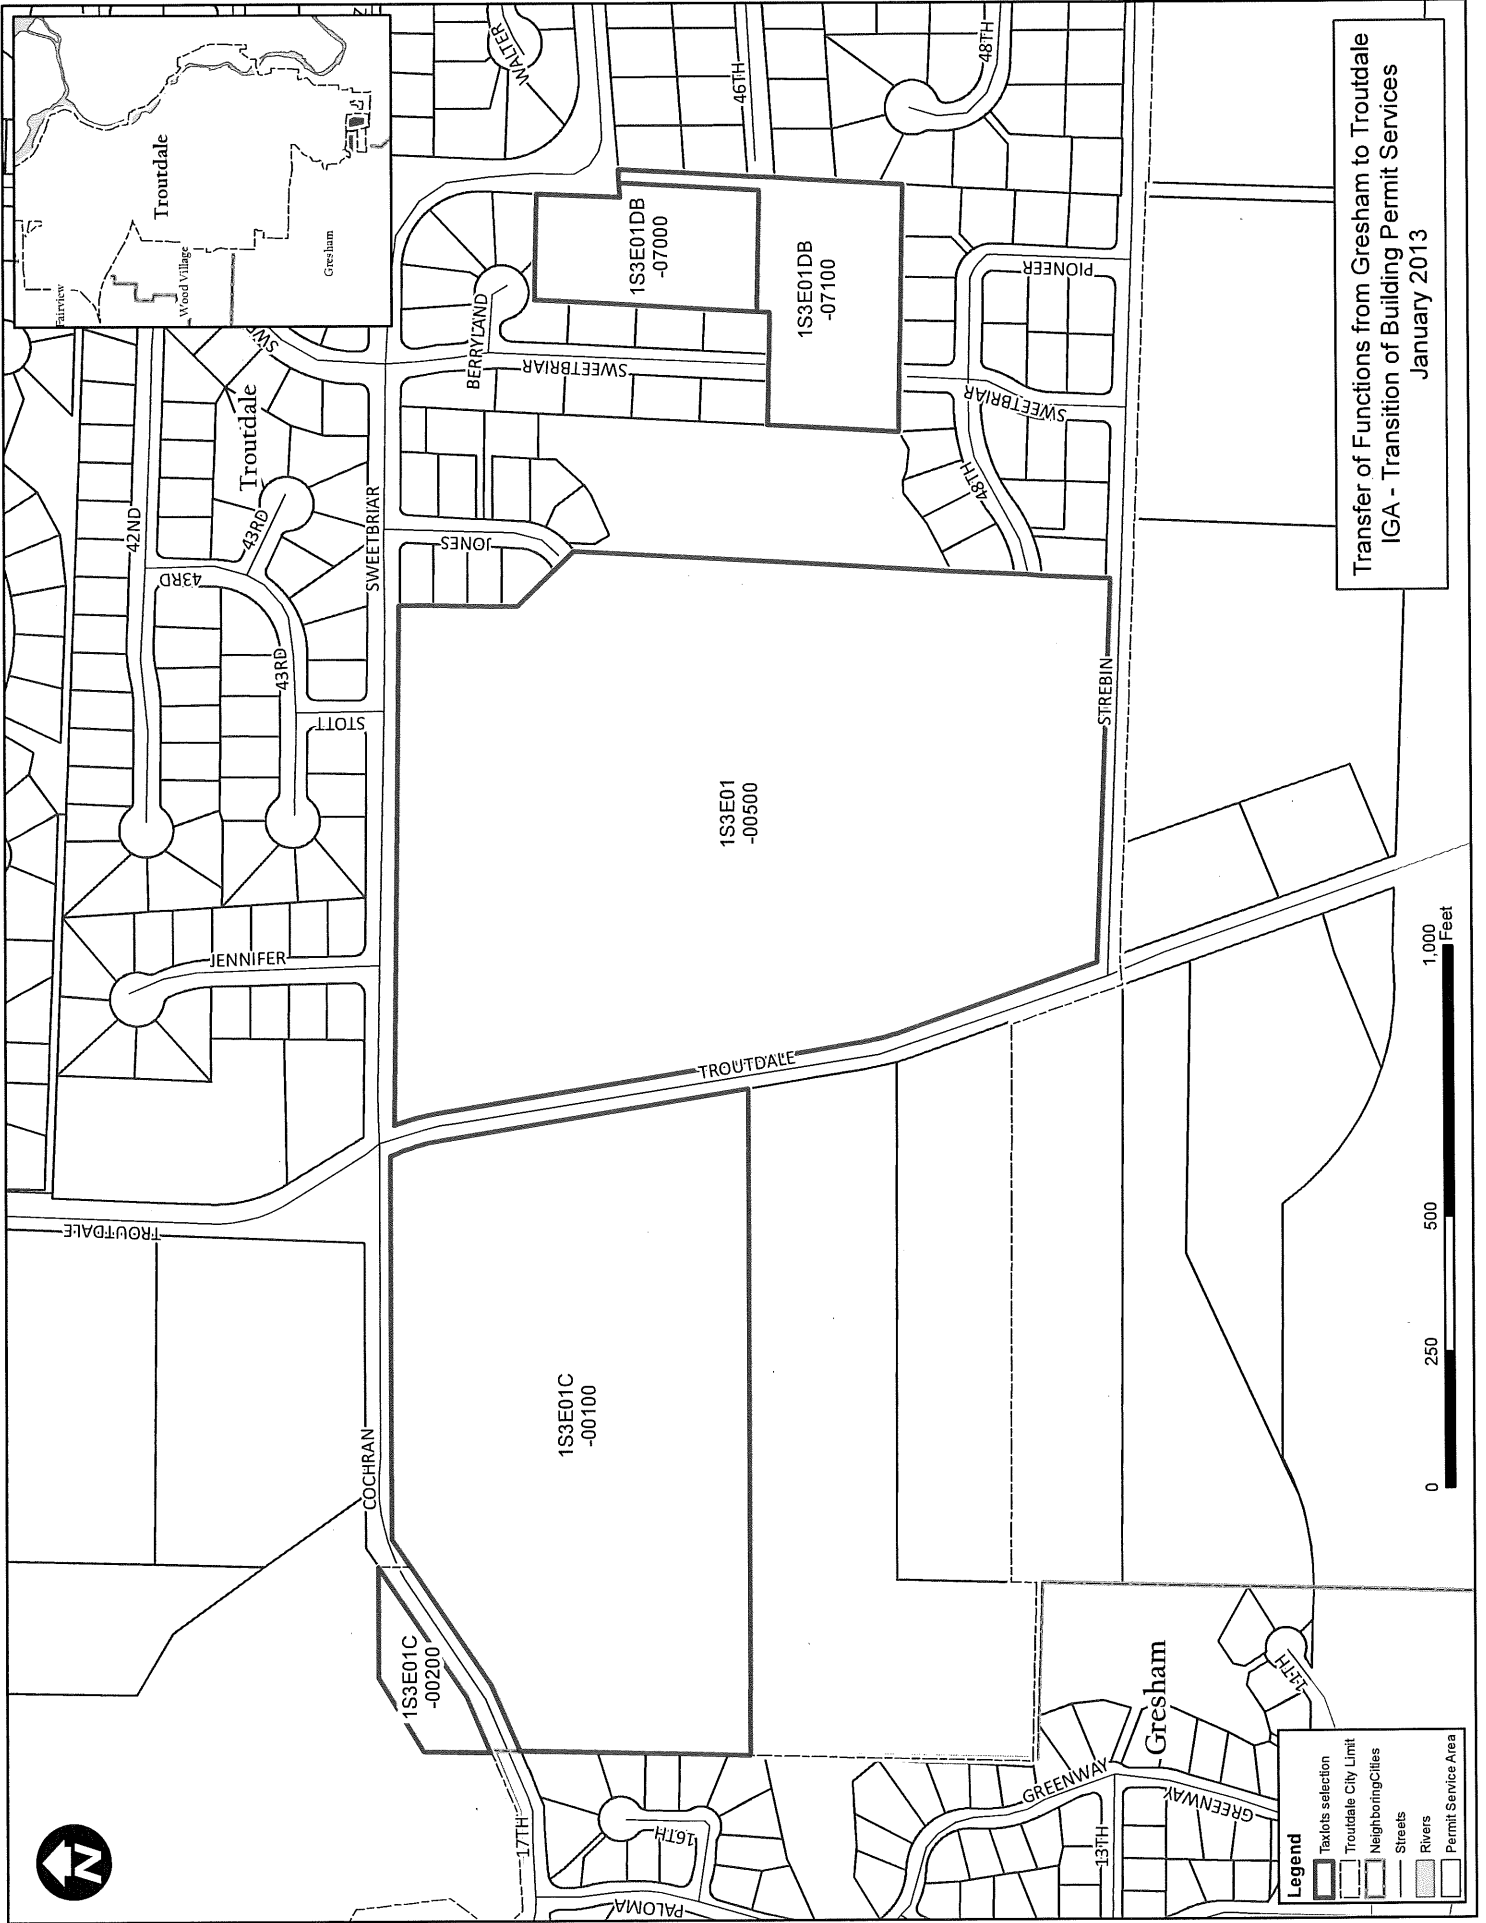 Fairview
Troutdale
Wood Village
Gresham
Transfer of Functions from Gresham to Troutdale
IGA - Transition of Building Permit Services
January 2013
WALTER
46TH
48TH
42ND
43RD
43RD
43RD
Troutdale
SWEETBRIAR
BERRYLAND
SWEETBRIAR
1S3E01DB
-07000
1S3E01DB
-07100
PIONEER
SWEETBRIAR
48TH
JONES
STOTT
JENNIFER
STREBIN
1S3E01
-00500
TROUTDALE
TROUTDALE
COCHRAN
1S3E01C
-00100
1S3E01C
-00200
17TH
16TH
PALOMA
GREENWAY
GREENWAY
13TH
11TH
Gresham
N
0
250
500
1,000
Feet
Legend
Taxlots selection
Troutdale City Limit
NeighboringCities
Streets
Rivers
Permit Service Area